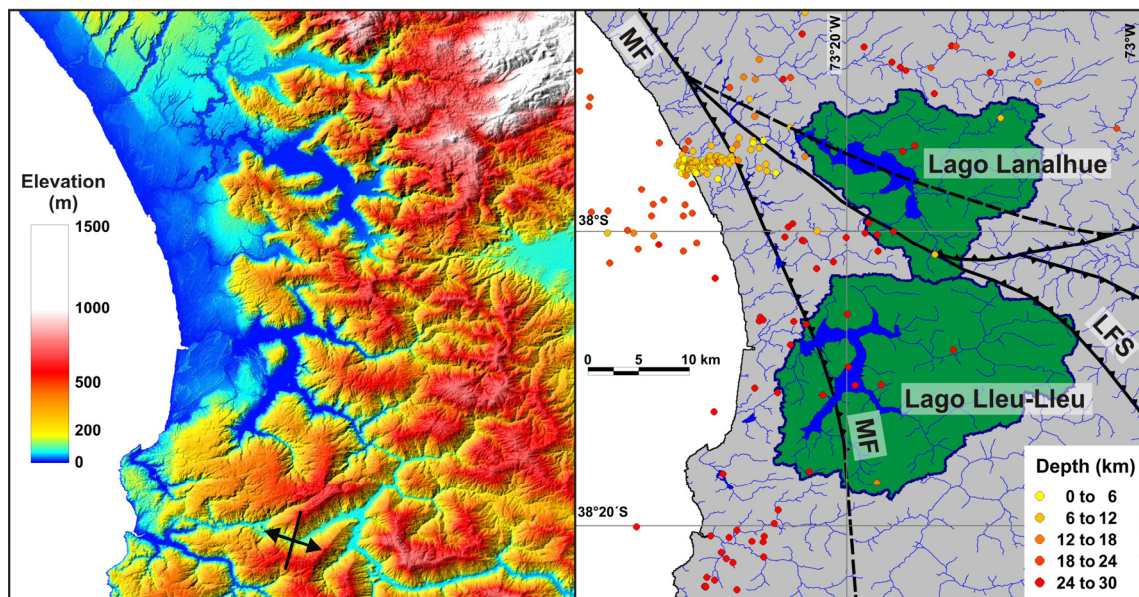 Elevation
(m)
1500
1000
500
200
0
MF
73°20´W
73°W
Lago Lanalhue
38°S
LFS
0 5 10 km
Lago Lleu-Lleu
MF
38°20´S
Depth (km)
0 to 6
6 to 12
12 to 18
18 to 24
24 to 30